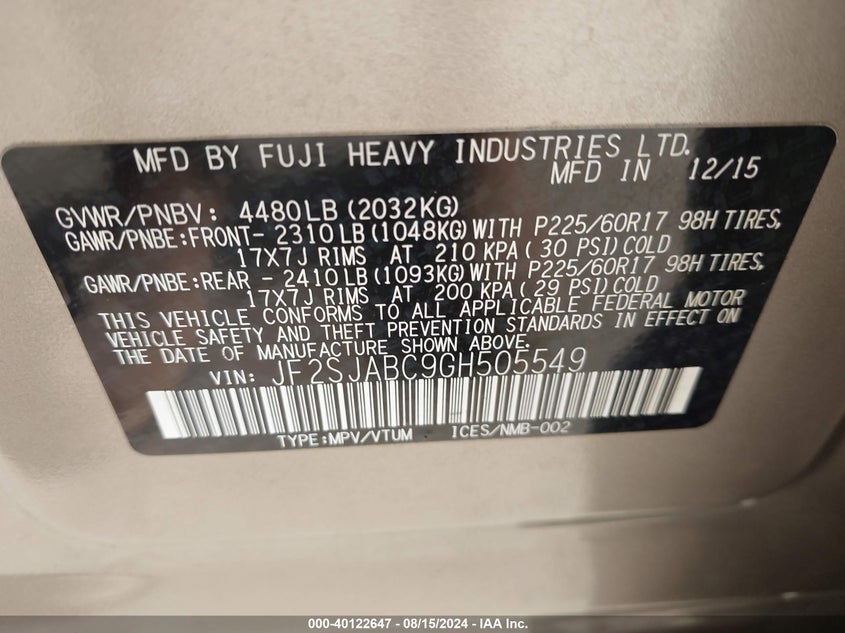 MFD BY FUJI HEAVY INDUSTRIES LTD.
MFD IN 12/15
GVWR/PNBV: 4480LB (2032KG)
GAWR/PNBE:FRONT- 2310LB (1048KG)WITH P225/60R17 98H TIRES,
17X7J RIMS AT 210 KPA ( 30 PSI)COLD
GAWR/PNBE:REAR - 2410LB (1093KG)WITH P225/60R17 98H TIRES,
17X7J RIMS AT 200 KPA ( 29 PSI)COLD
THIS VEHICLE CONFORMS TO ALL APPLICABLE FEDERAL MOTOR
VEHICLE SAFETY AND THEFT PREVENTION STANDARDS IN EFFECT ON
THE DATE OF MANUFACTURE SHOWN ABOVE.
VIN: JF2SJABC9GH505549
TYPE:MPV/VTUM ICES/NMB-002
000-40122647 - 08/15/2024 - IAA Inc.